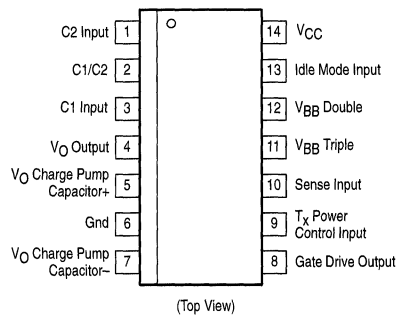 C2 Input 1
C1/C2 2
C1 Input 3
VO Output 4
VO Charge Pump
Capacitor+ 5
Gnd 6
VO Charge Pump
Capacitor– 7
14 VCC
13 Idle Mode Input
12 VBB Double
11 VBB Triple
10 Sense Input
9 Tx Power
Control Input
8 Gate Drive Output
(Top View)